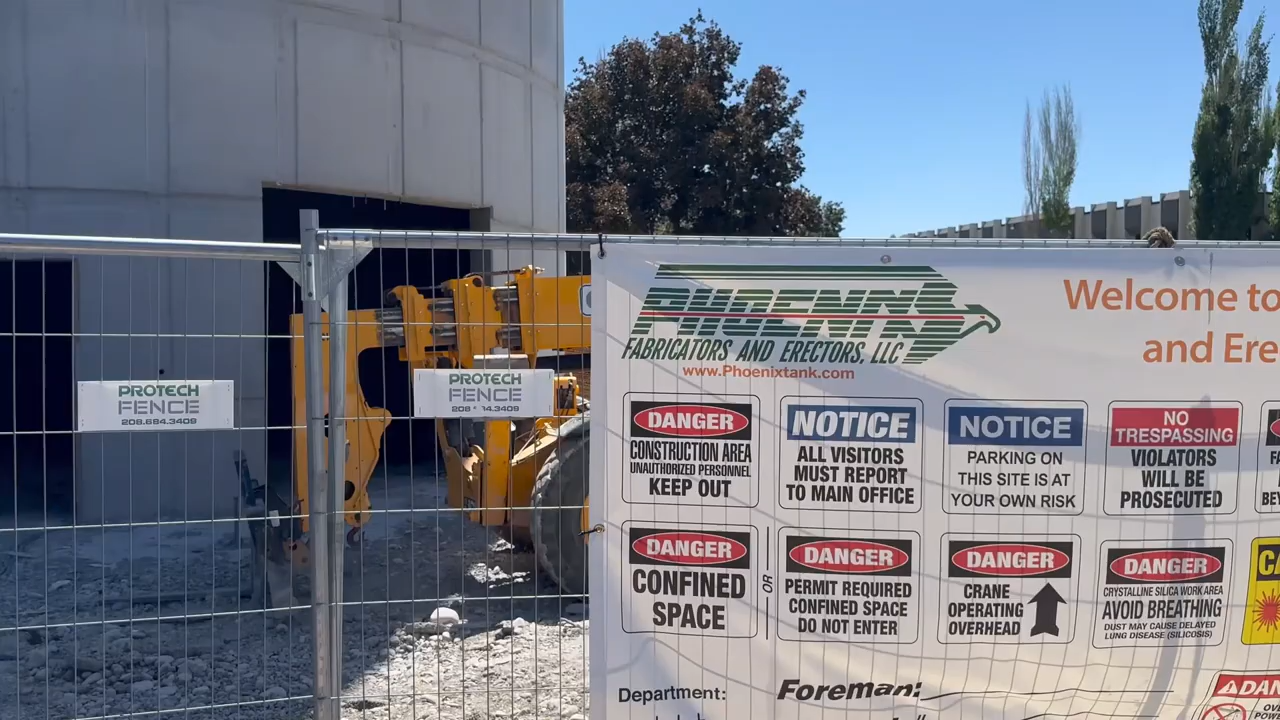 PROTECH
FENCE
208.684.3409
PROTECH
FENCE
PHOENIX
FABRICATORS AND ERECTORS, LLC
www.Phoenixtank.com
Welcome to
and Ere
DANGER
CONSTRUCTION AREA
UNAUTHORIZED PERSONNEL
KEEP OUT
NOTICE
ALL VISITORS
MUST REPORT
TO MAIN OFFICE
NOTICE
PARKING ON
THIS SITE IS AT
YOUR OWN RISK
NO
TRESPASSING
VIOLATORS
WILL BE
PROSECUTED
DANGER
CONFINED
SPACE
OR
DANGER
PERMIT REQUIRED
CONFINED SPACE
DO NOT ENTER
DANGER
CRANE
OPERATING
OVERHEAD
DANGER
CRYSTALLINE SILICA WORK AREA
AVOID BREATHING
DUST MAY CAUSE DELAYED
LUNG DISEASE (SILICOSIS)
CA
Department:
Foreman:
DAN